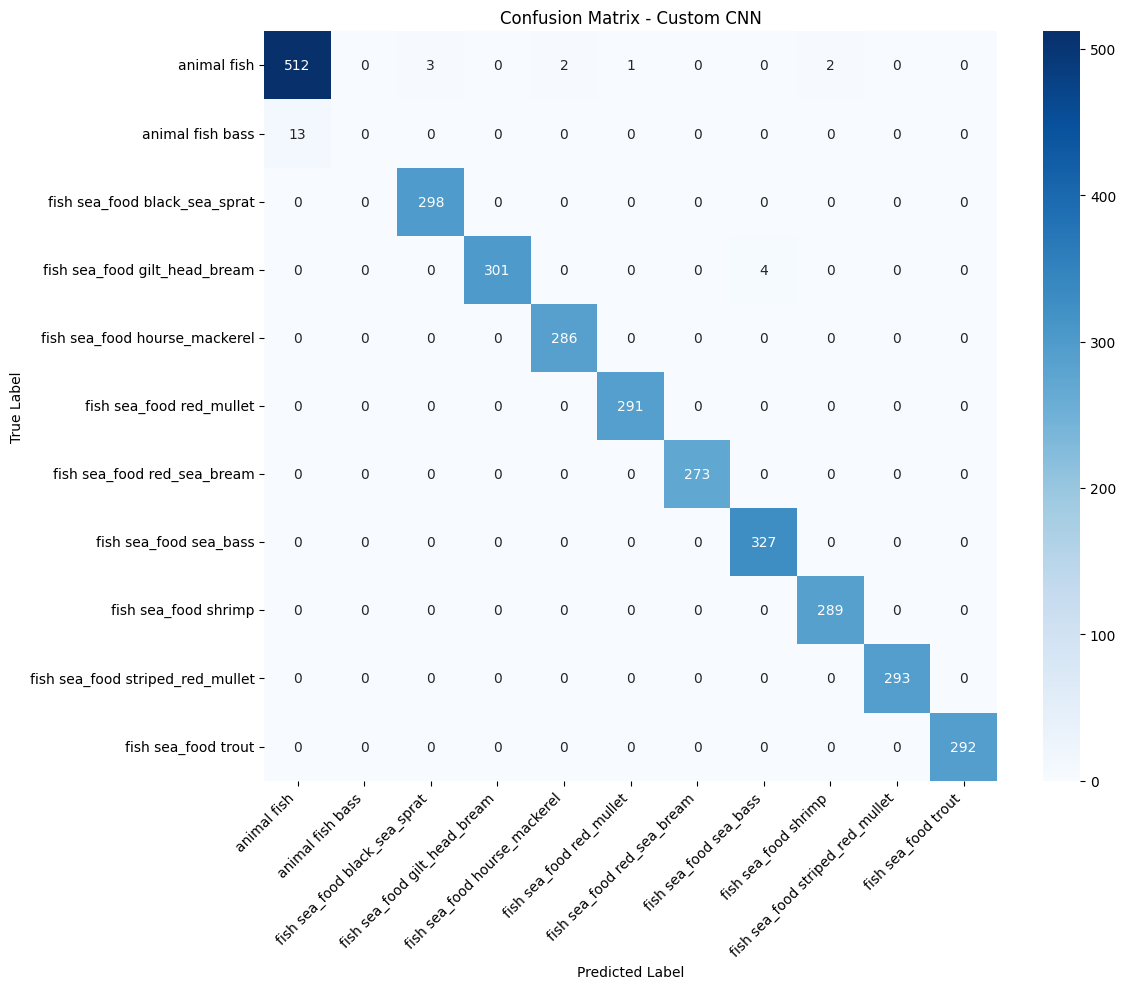 Confusion Matrix - Custom CNN
True Label
animal fish 512 0 3 0 2 1 0 0 2 0 0
animal fish bass 13 0 0 0 0 0 0 0 0 0 0
fish sea_food black_sea_sprat 0 0 298 0 0 0 0 0 0 0 0
fish sea_food gilt_head_bream 0 0 0 301 0 0 0 4 0 0 0
fish sea_food hourse_mackerel 0 0 0 0 286 0 0 0 0 0 0
fish sea_food red_mullet 0 0 0 0 0 291 0 0 0 0 0
fish sea_food red_sea_bream 0 0 0 0 0 0 273 0 0 0 0
fish sea_food sea_bass 0 0 0 0 0 0 0 327 0 0 0
fish sea_food shrimp 0 0 0 0 0 0 0 0 289 0 0
fish sea_food striped_red_mullet 0 0 0 0 0 0 0 0 0 293 0
fish sea_food trout 0 0 0 0 0 0 0 0 0 0 292
animal fish
animal fish bass
fish sea_food black_sea_sprat
fish sea_food gilt_head_bream
fish sea_food hourse_mackerel
fish sea_food red_mullet
fish sea_food red_sea_bream
fish sea_food sea_bass
fish sea_food shrimp
fish sea_food striped_red_mullet
fish sea_food trout
Predicted Label
500
400
300
200
100
0